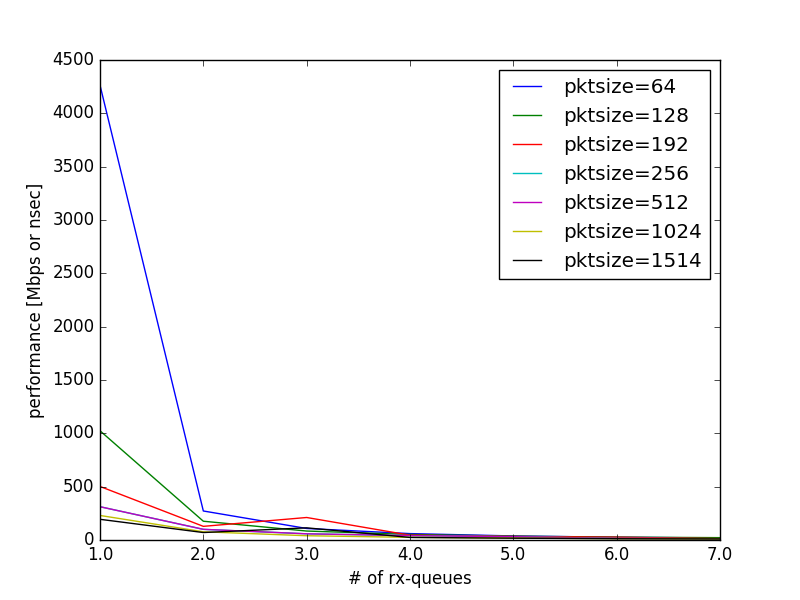 4500
4000
3500
3000
2500
2000
1500
1000
500
0
performance [Mbps or nsec]
pktsize=64
pktsize=128
pktsize=192
pktsize=256
pktsize=512
pktsize=1024
pktsize=1514
1.0 2.0 3.0 4.0 5.0 6.0 7.0
# of rx-queues